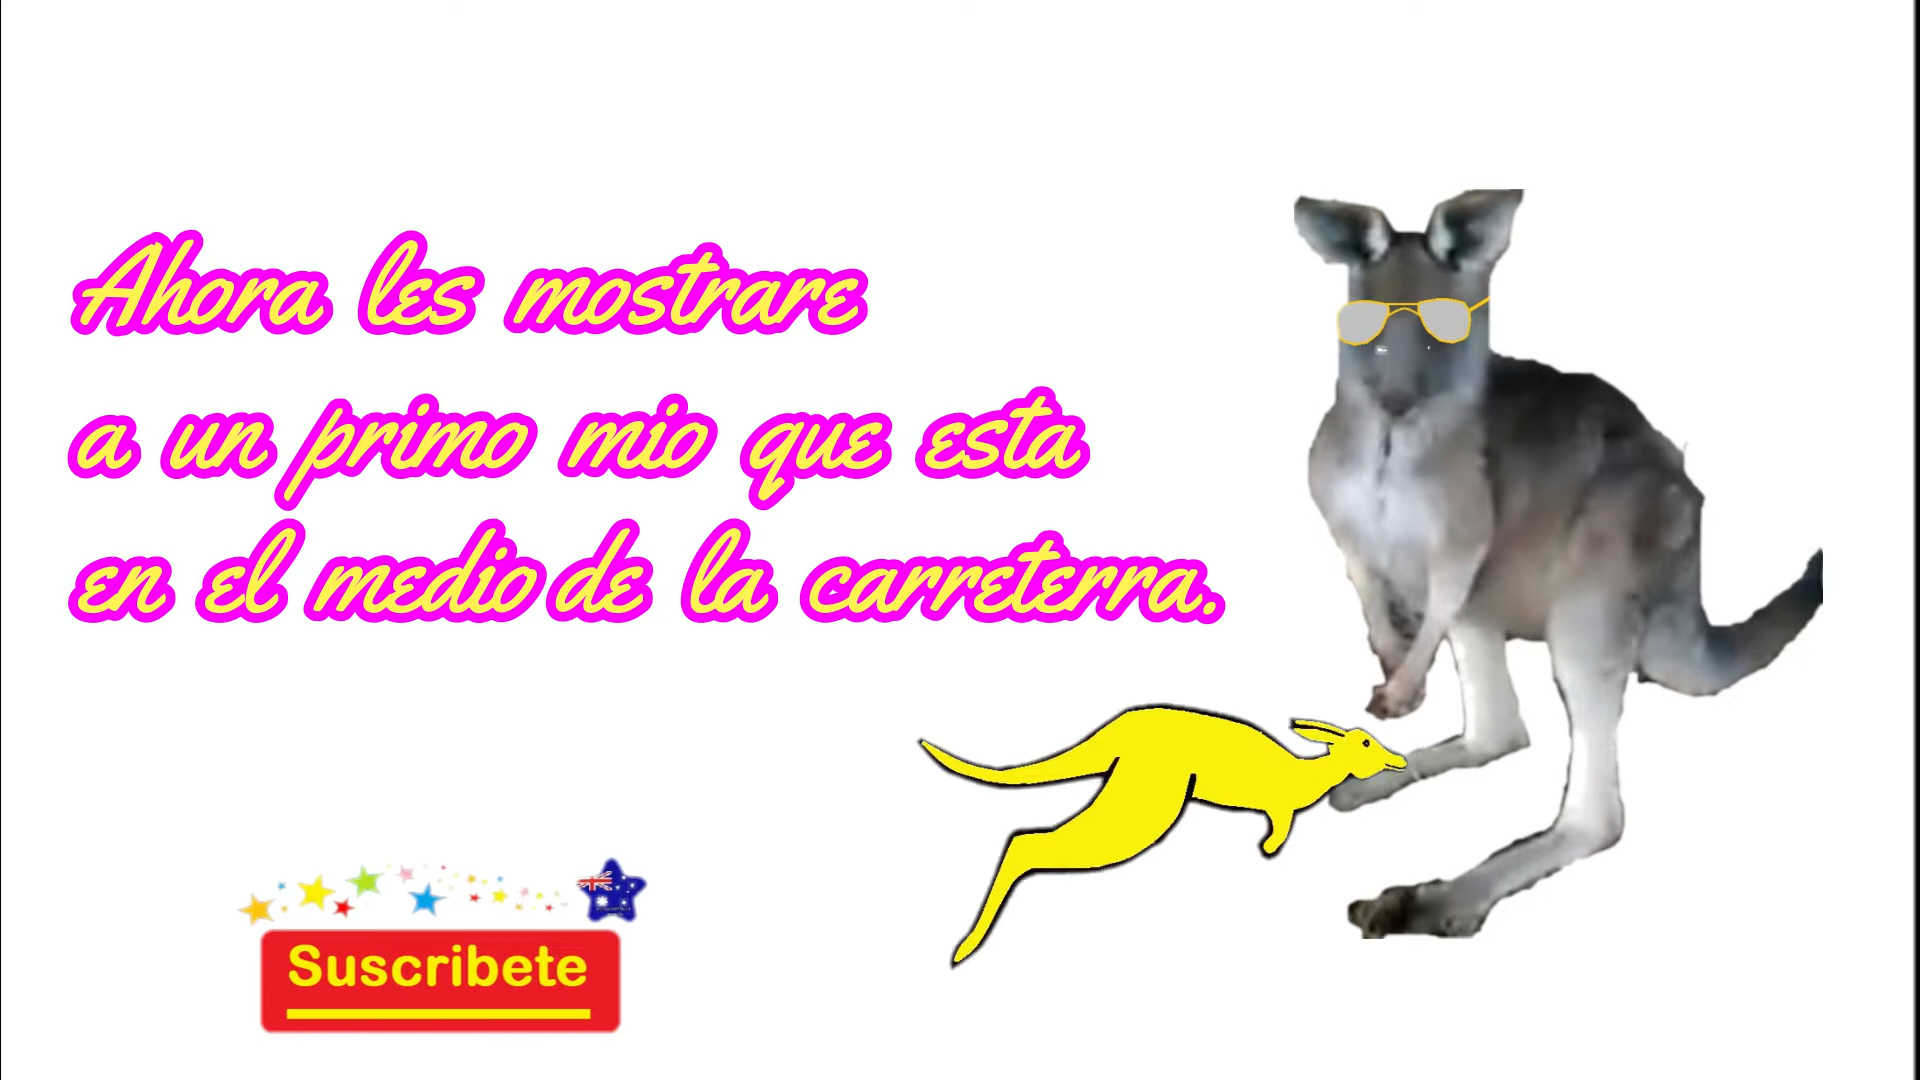 Ahora les mostrare
a un primo mio que esta
en el medio de la carreterra.
Suscribete